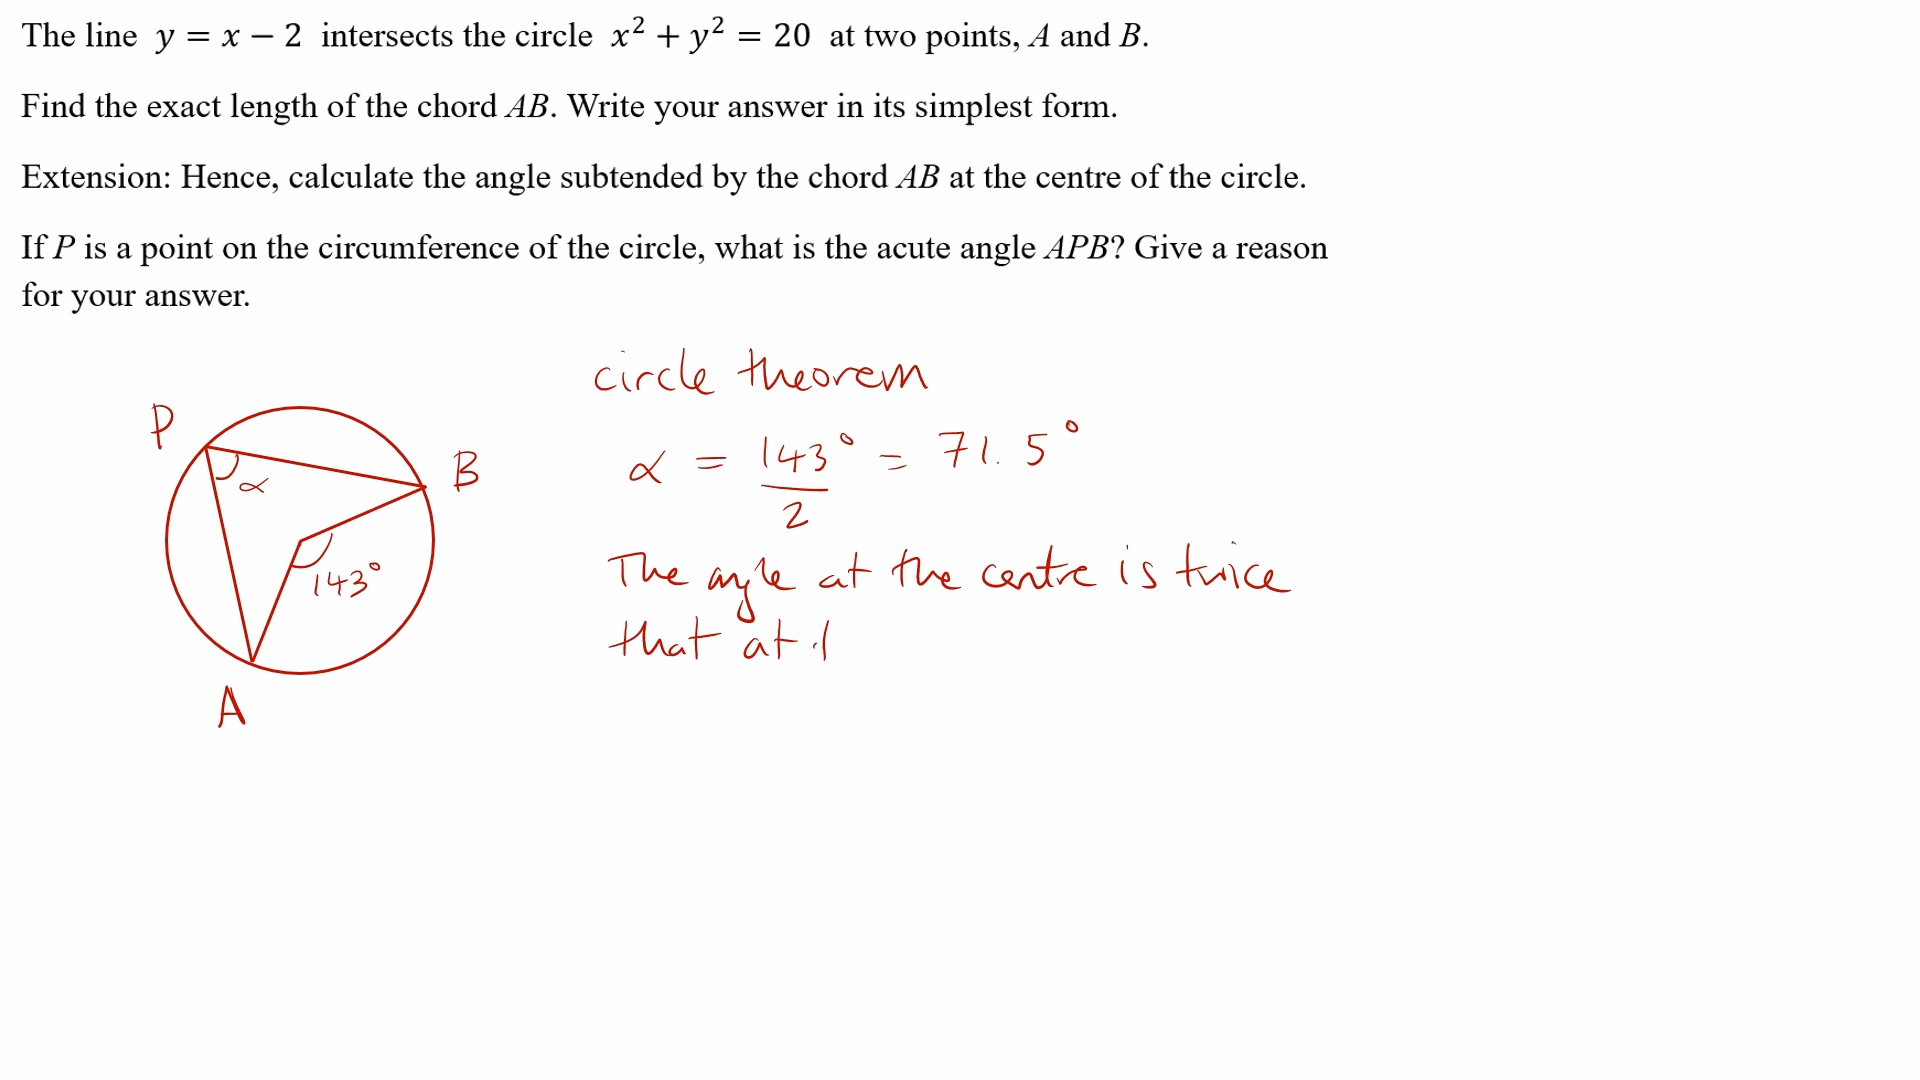 The line y = x − 2 intersects the circle x² + y² = 20 at two points, A and B.
Find the exact length of the chord AB. Write your answer in its simplest form.
Extension: Hence, calculate the angle subtended by the chord AB at the centre of the circle.
If P is a point on the circumference of the circle, what is the acute angle APB? Give a reason
for your answer.
circle theorem
P
B
α
143°
A
α = 143°/2 = 71.5°
The angle at the centre is twice
that at